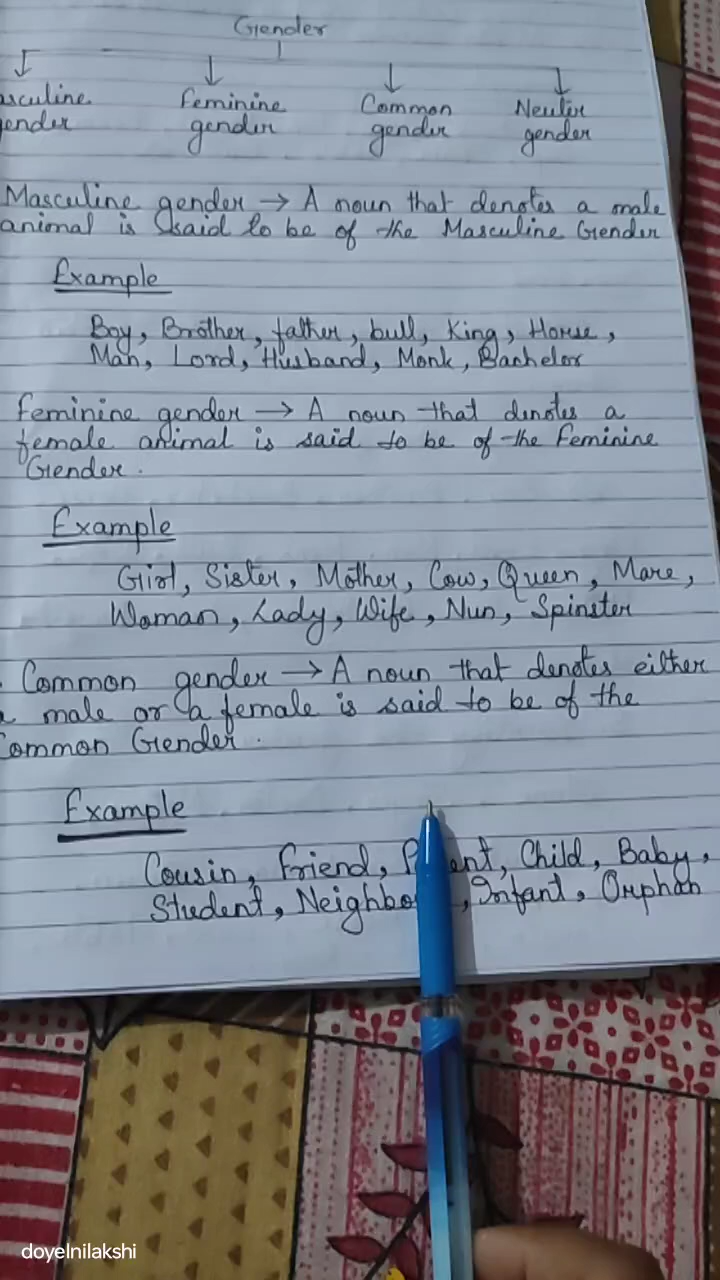 Gender
asculine Feminine Common Neuter
ender gender gender gender
Masculine gender → A noun that denotes a male
animal is said to be of the Masculine Gender
Example
Boy, Brother, father, bull, King, Horse,
Man, Lord, Husband, Monk, Bachelor
Feminine gender → A noun that denotes a
female animal is said to be of the Feminine
Gender.
Example
Girl, Sister, Mother, Cow, Queen, Mare,
Woman, Lady, Wife, Nun, Spinster
Common gender → A noun that denotes either
a male or a female is said to be of the
Common Gender.
Example
Cousin, Friend, P ent, Child, Baby,
Student, Neighbo , Infant, Orphan
doyelnilakshi